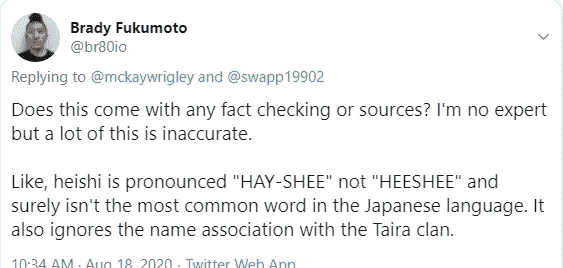 Brady Fukumoto
@br80io
Replying to @mckaywrigley and @swapp19902
Does this come with any fact checking or sources? I'm no expert
but a lot of this is inaccurate.
Like, heishi is pronounced "HAY-SHEE" not "HEESHEE" and
surely isn't the most common word in the Japanese language. It
also ignores the name association with the Taira clan.
10:34 AM · Aug 18, 2020 · Twitter Web App